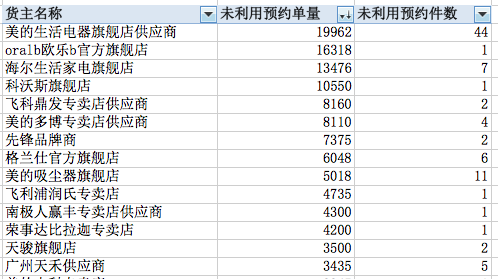 货主名称 未利用预约单量 未利用预约件数
美的生活电器旗舰店供应商 19962 44
oralb欧乐b官方旗舰店 16318 1
海尔生活家电旗舰店 13476 7
科沃斯旗舰店 10550 1
飞科鼎发专卖店供应商 8160 2
美的多博专卖店供应商 8110 4
先锋品牌商 7375 2
格兰仕官方旗舰店 6048 6
美的吸尘器旗舰店 5018 11
飞利浦润氏专卖店 4735 1
南极人赢丰专卖店供应商 4300 1
荣事达比拉迦专卖店 4200 1
天骏旗舰店 3500 2
广州天禾供应商 3435 5